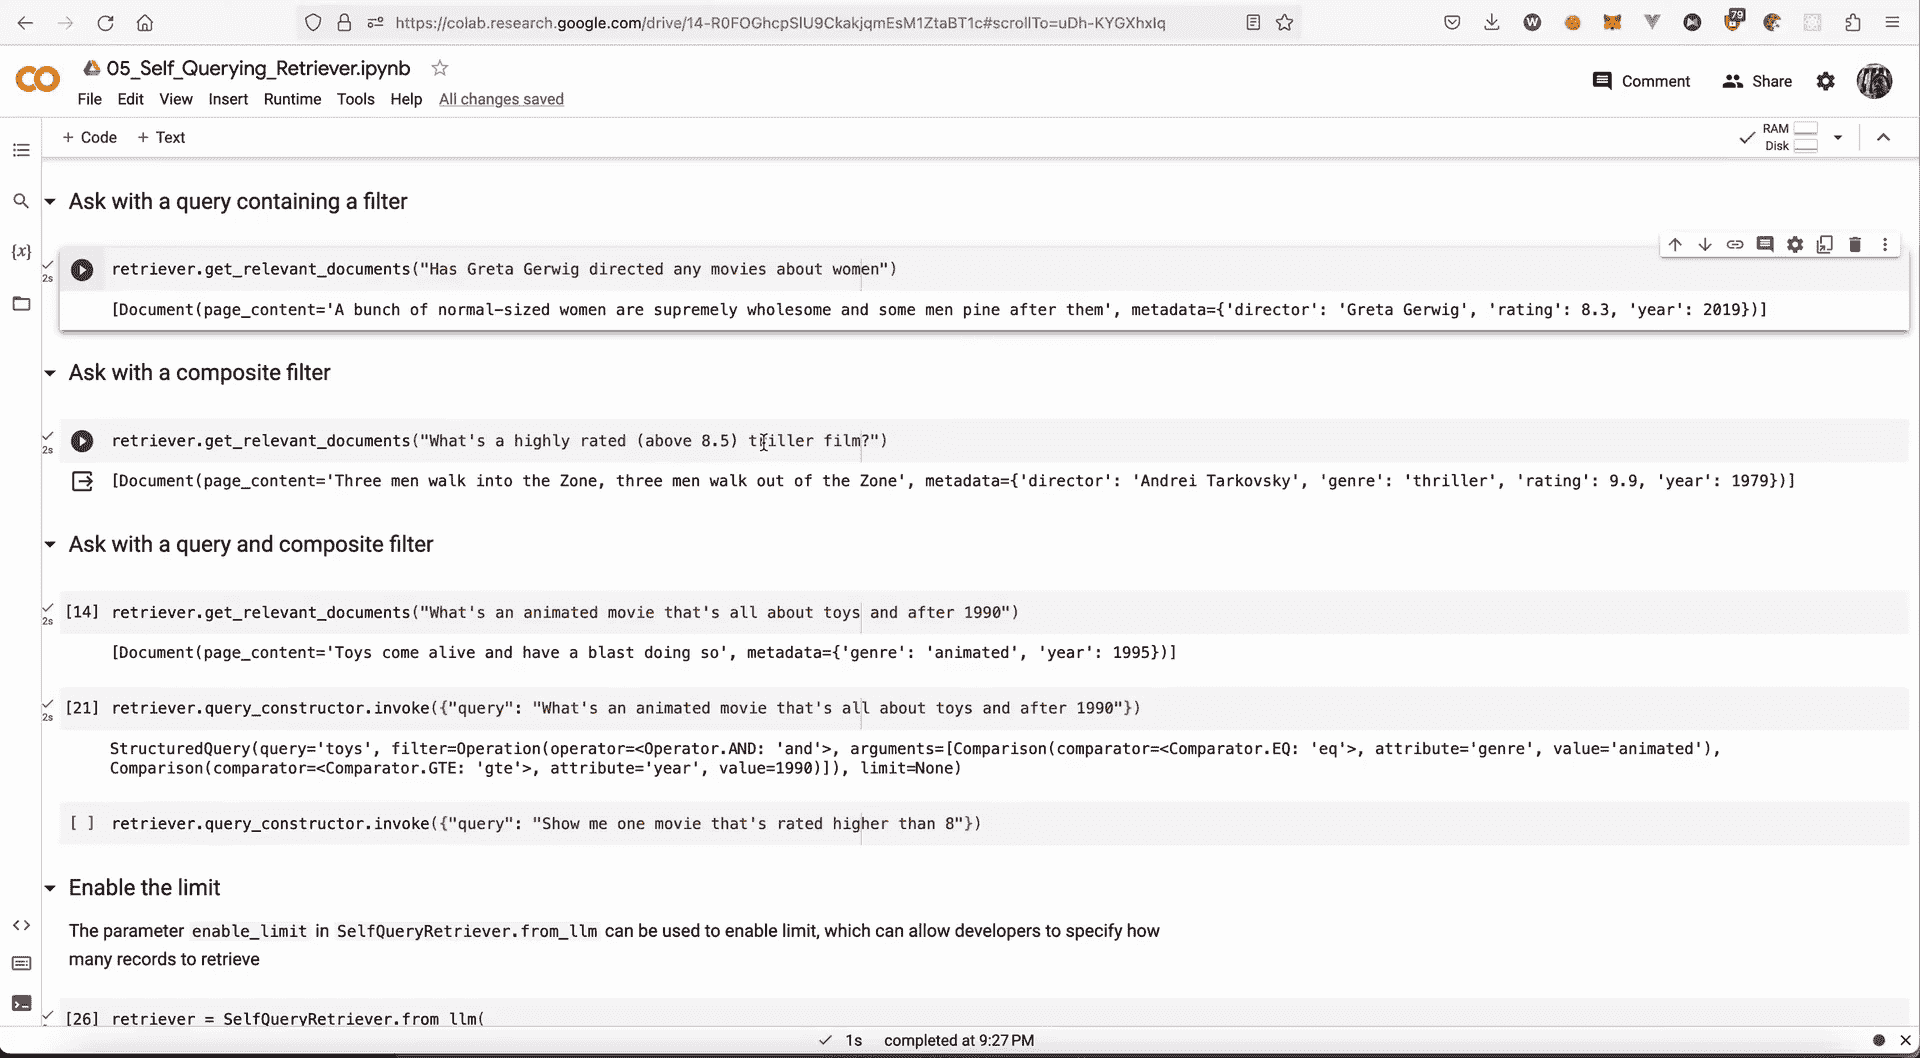 https://colab.research.google.com/drive/14-R0FOGhcpSIU9CkakjqmEsM1ZtaBT1c#scrollTo=uDh-KYGXhxIq
79
05_Self_Querying_Retriever.ipynb
File Edit View Insert Runtime Tools Help All changes saved
Comment Share
+ Code + Text
RAM
Disk
Ask with a query containing a filter
2s
retriever.get_relevant_documents("Has Greta Gerwig directed any movies about women")
[Document(page_content='A bunch of normal-sized women are supremely wholesome and some men pine after them', metadata={'director': 'Greta Gerwig', 'rating': 8.3, 'year': 2019})]
Ask with a composite filter
2s
retriever.get_relevant_documents("What's a highly rated (above 8.5) thriller film?")
[Document(page_content='Three men walk into the Zone, three men walk out of the Zone', metadata={'director': 'Andrei Tarkovsky', 'genre': 'thriller', 'rating': 9.9, 'year': 1979})]
Ask with a query and composite filter
2s
[14] retriever.get_relevant_documents("What's an animated movie that's all about toys and after 1990")
[Document(page_content='Toys come alive and have a blast doing so', metadata={'genre': 'animated', 'year': 1995})]
2s
[21] retriever.query_constructor.invoke({"query": "What's an animated movie that's all about toys and after 1990"})
StructuredQuery(query='toys', filter=Operation(operator=<Operator.AND: 'and'>, arguments=[Comparison(comparator=<Comparator.EQ: 'eq'>, attribute='genre', value='animated'),
Comparison(comparator=<Comparator.GTE: 'gte'>, attribute='year', value=1990)]), limit=None)
[ ] retriever.query_constructor.invoke({"query": "Show me one movie that's rated higher than 8"})
Enable the limit
The parameter enable_limit in SelfQueryRetriever.from_llm can be used to enable limit, which can allow developers to specify how
many records to retrieve
[26] retriever = SelfQueryRetriever.from_llm(
1s completed at 9:27 PM